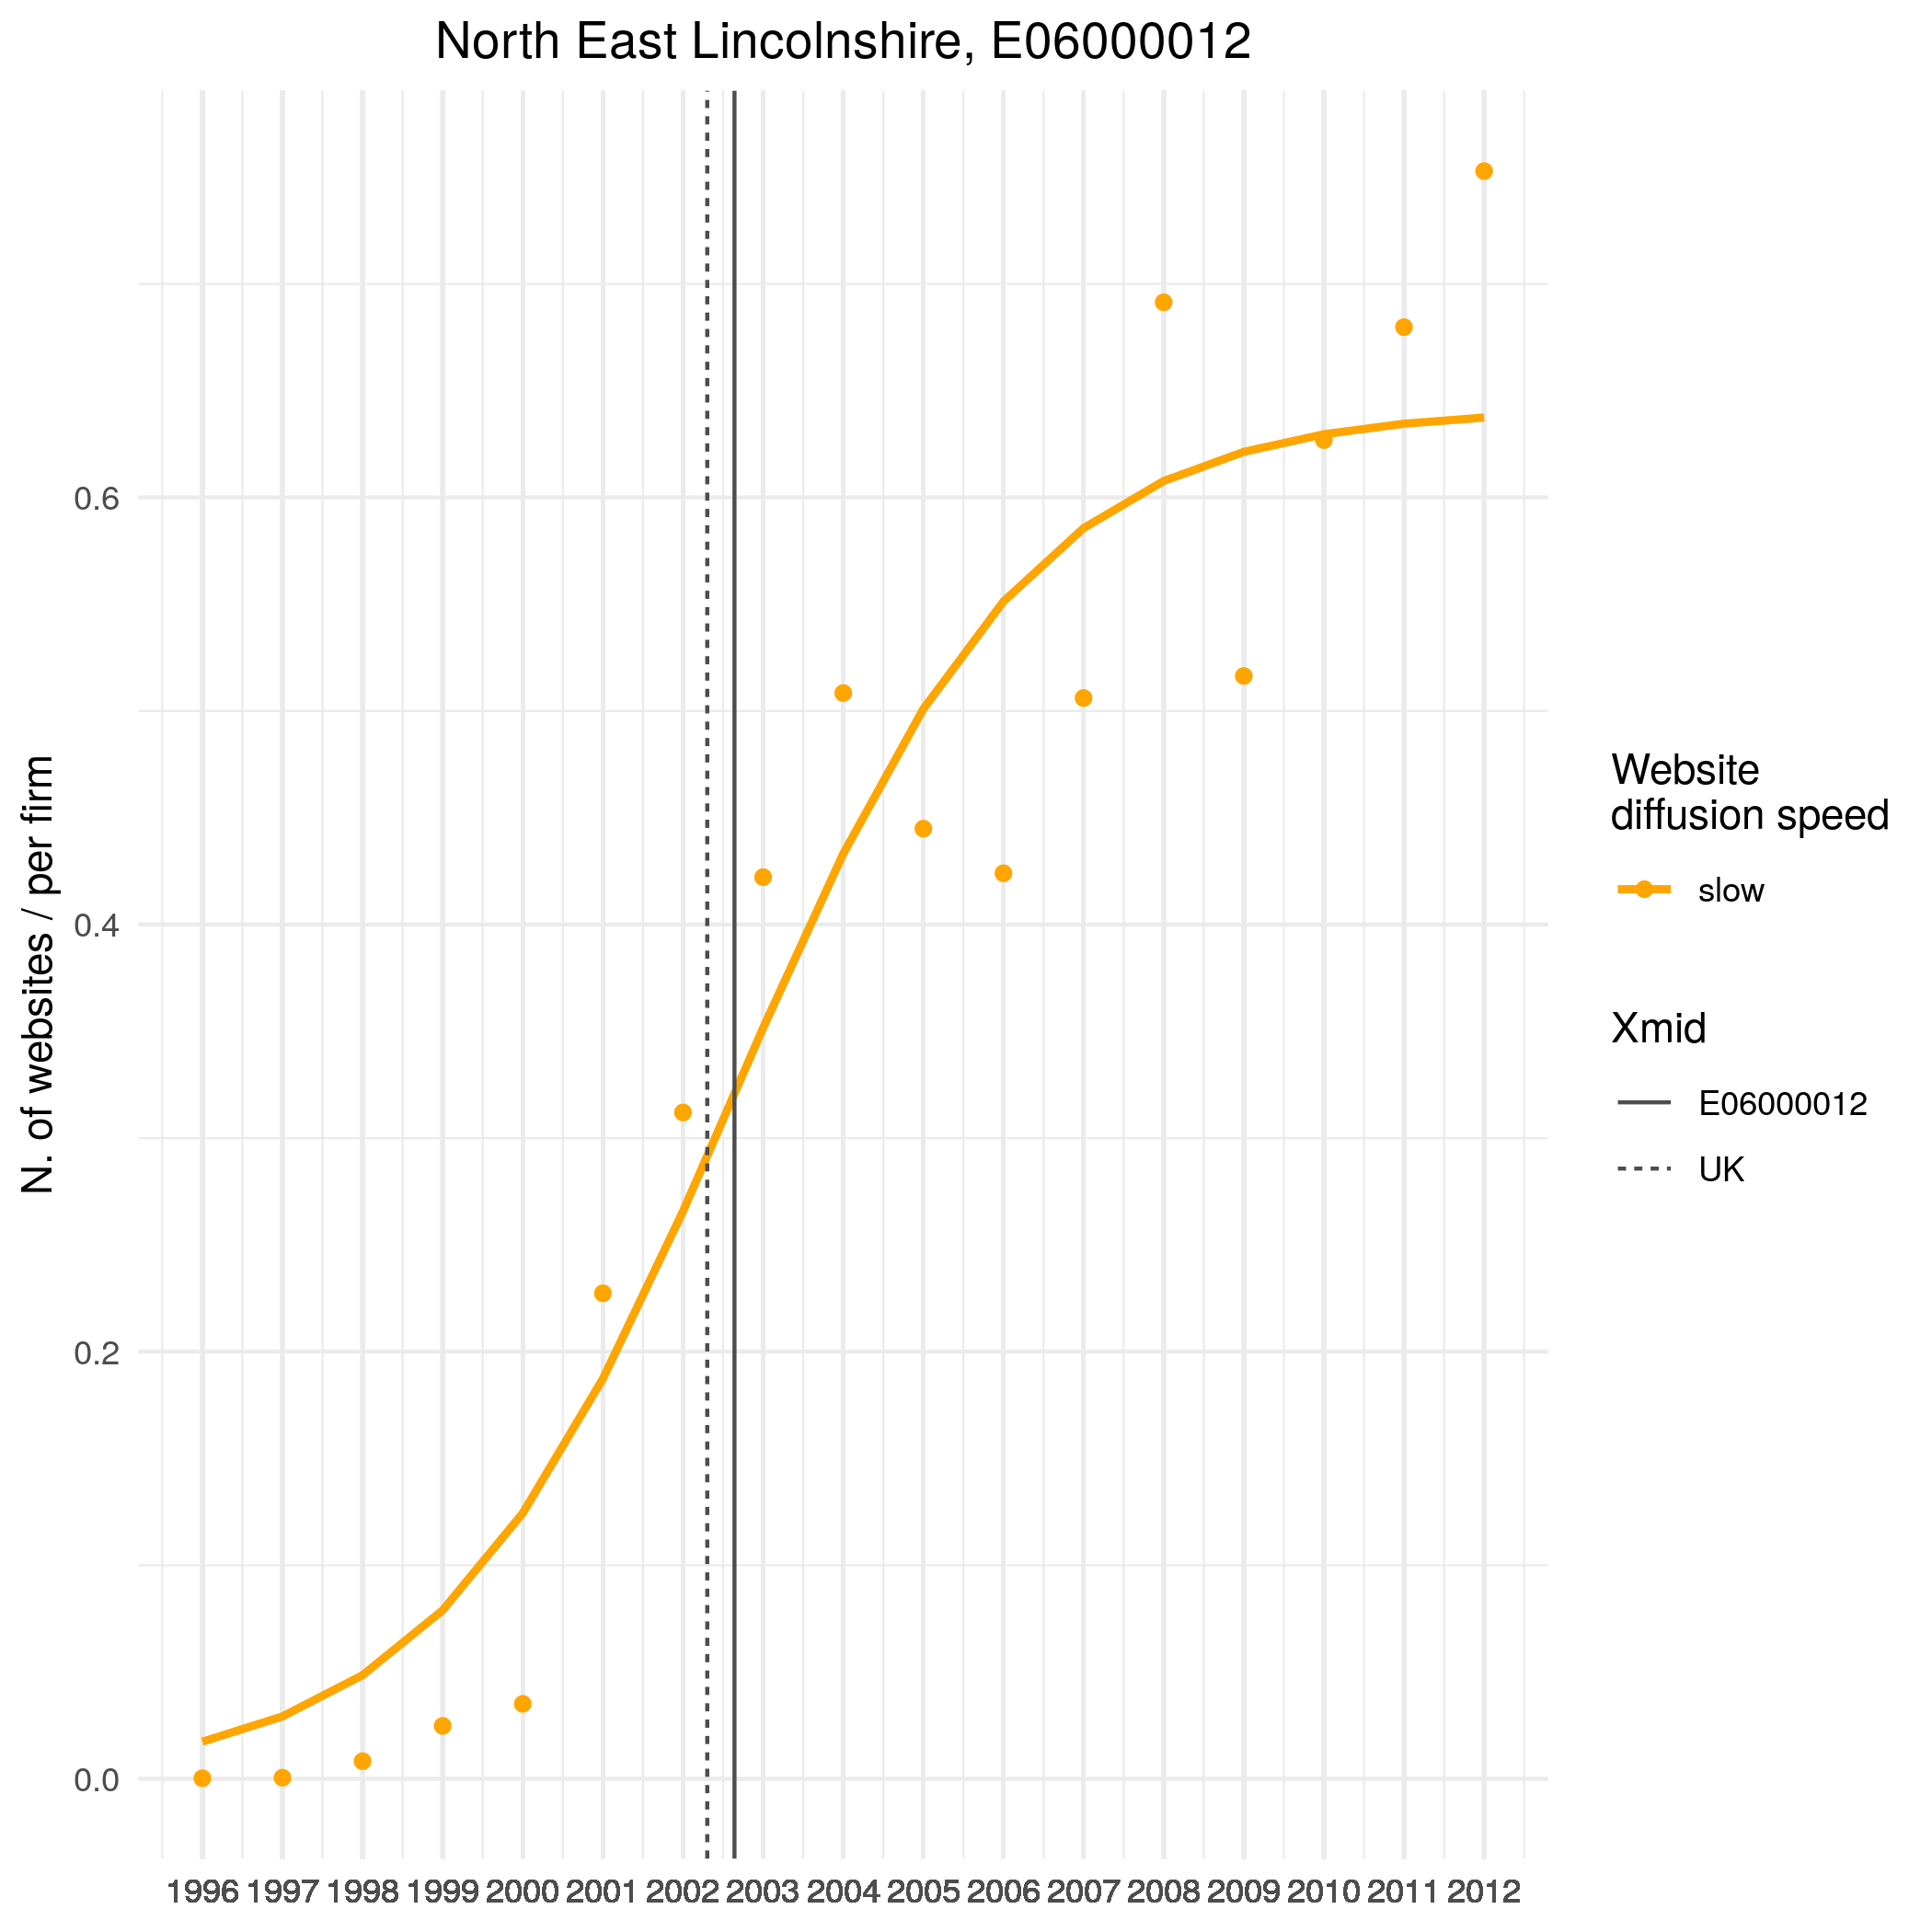 North East Lincolnshire, E06000012
N. of websites / per firm
0.6
0.4
0.2
0.0
1996 1997 1998 1999 2000 2001 2002 2003 2004 2005 2006 2007 2008 2009 2010 2011 2012
Website
diffusion speed
slow
Xmid
E06000012
UK